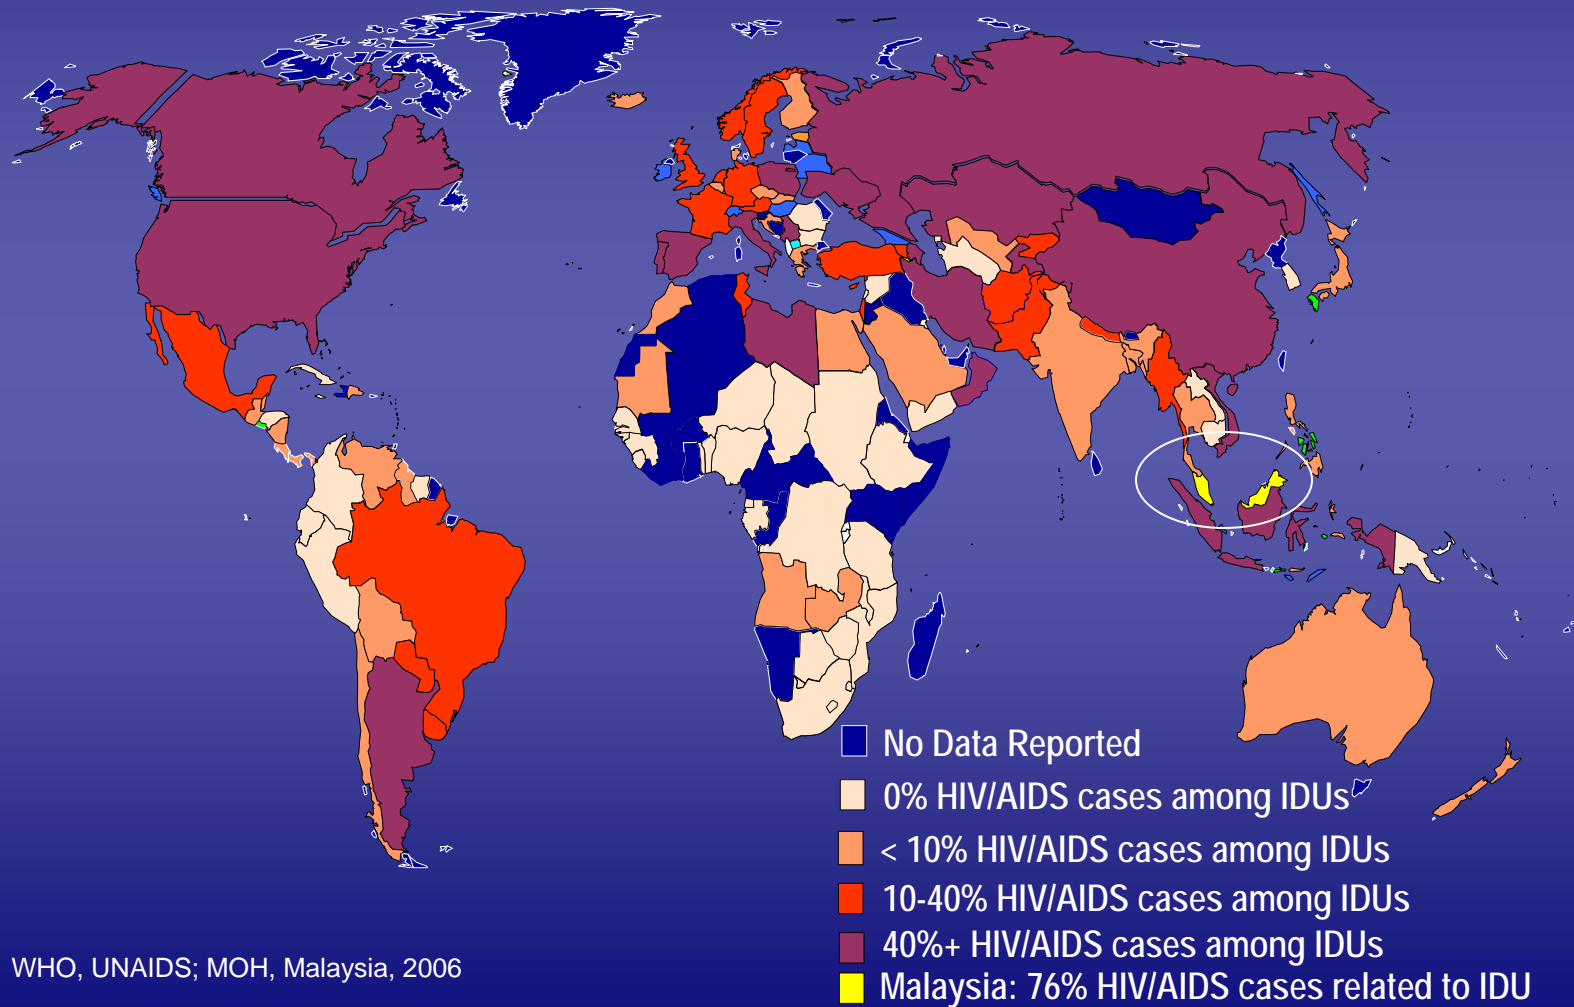 No Data Reported
0% HIV/AIDS cases among IDUs
< 10% HIV/AIDS cases among IDUs
10-40% HIV/AIDS cases among IDUs
40%+ HIV/AIDS cases among IDUs
Malaysia: 76% HIV/AIDS cases related to IDU
WHO, UNAIDS; MOH, Malaysia, 2006